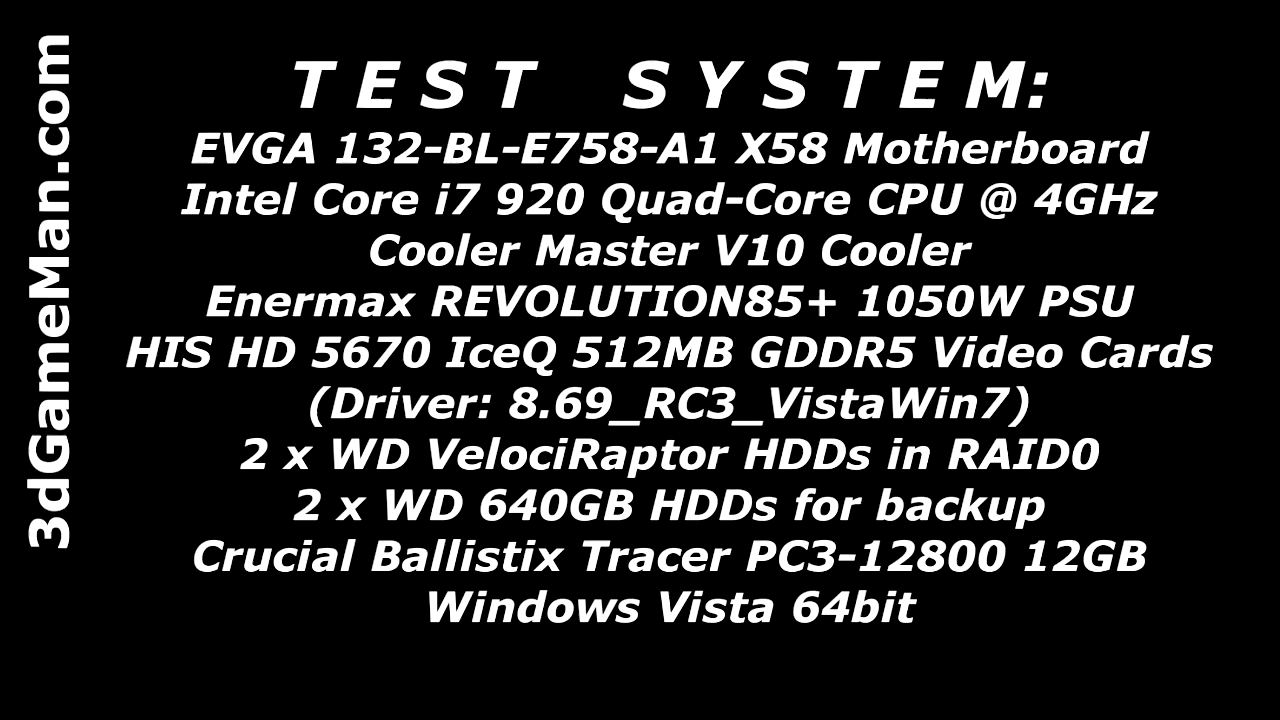 3dGameMan.com
T E S T S Y S T E M:
EVGA 132-BL-E758-A1 X58 Motherboard
Intel Core i7 920 Quad-Core CPU @ 4GHz
Cooler Master V10 Cooler
Enermax REVOLUTION85+ 1050W PSU
HIS HD 5670 IceQ 512MB GDDR5 Video Cards
(Driver: 8.69_RC3_VistaWin7)
2 x WD VelociRaptor HDDs in RAID0
2 x WD 640GB HDDs for backup
Crucial Ballistix Tracer PC3-12800 12GB
Windows Vista 64bit